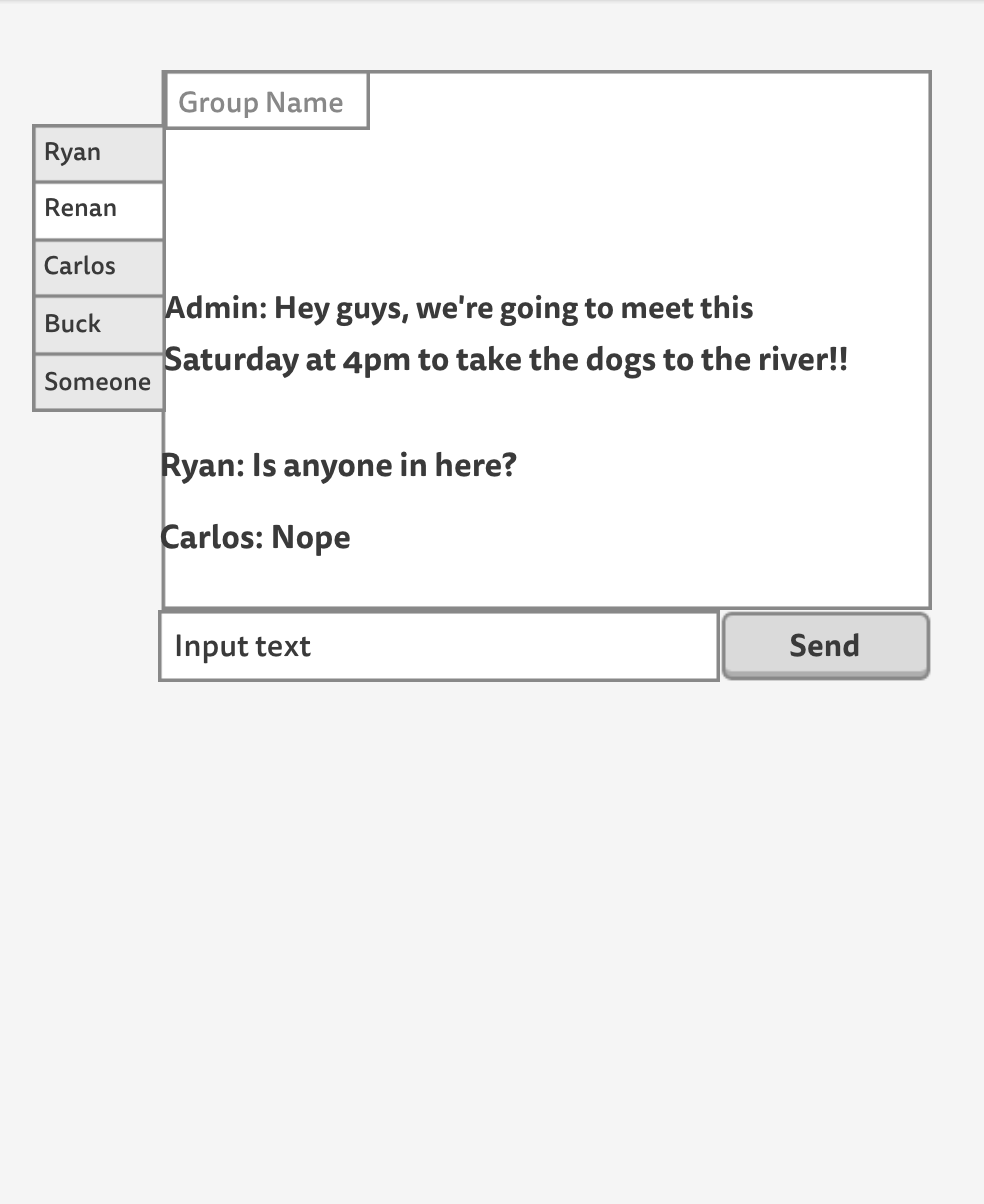 Group Name
Ryan
Renan
Carlos
Buck
Someone
Admin: Hey guys, we're going to meet this
Saturday at 4pm to take the dogs to the river!!
Ryan: Is anyone in here?
Carlos: Nope
Input text
Send